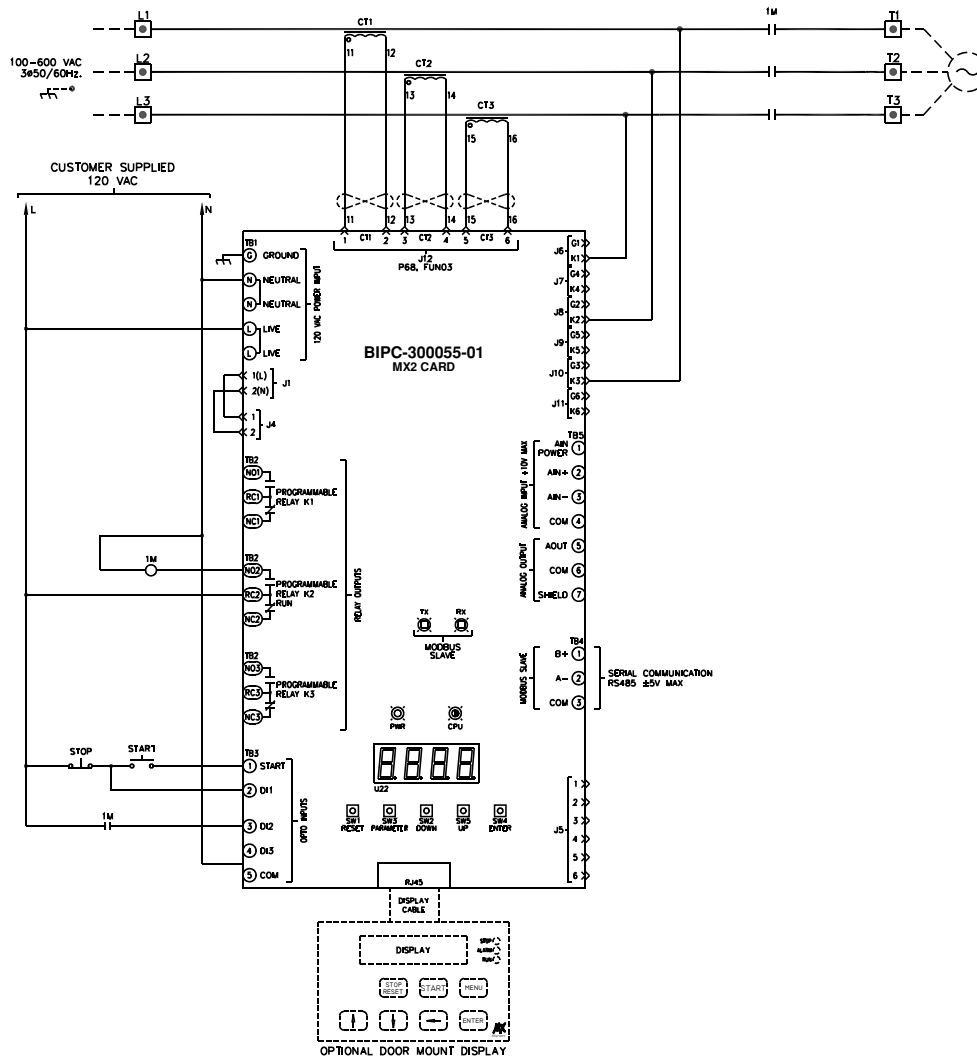 L1
CT1
1M
T1
11
12
100-600 VAC
3ø50/60Hz.
L2
CT2
T2
13
14
L3
CT3
T3
15
16
CUSTOMER SUPPLIED
120 VAC
L
N
11
12
13
14
15
16
1
CT1
2
3
CT2
4
5
CT3
6
J12
P68, FUN03
TB1
G GROUND
N NEUTRAL
N NEUTRAL
L LIVE
L LIVE
120 VAC POWER INPUT
BIPC-300055-01
MX2 CARD
J6
G1
K1
J7
G4
K4
J8
G2
K2
J9
G5
K5
J10
G3
K3
J11
G6
K6
1(L)
2(N)
J1
1
2
J4
TB2
NO1
RC1
NC1
PROGRAMMABLE
RELAY K1
TB2
1M
NO2
RC2
NC2
PROGRAMMABLE
RELAY K2
RUN
TB2
NO3
RC3
NC3
PROGRAMMABLE
RELAY K3
RELAY OUTPUTS
TB5
AIN
POWER 1
AIN+ 2
AIN- 3
COM 4
ANALOG INPUT +10V MAX
AOUT 5
COM 6
SHIELD 7
ANALOG OUTPUT
TX
RX
MODBUS
SLAVE
TB4
B+ 1
A- 2
COM 3
MODBUS SLAVE
SERIAL COMMUNICATION
RS485 ±5V MAX
PWR
CPU
8.8.8.8.
U22
STOP
START
TB3
1 START
2 DI1
1M
3 DI2
4 DI3
5 COM
OPTO INPUTS
SW1
RESET
SW3
PARAMETER
SW2
DOWN
SW5
UP
SW4
ENTER
J5
1
2
3
4
5
6
RJ45
DISPLAY
CABLE
DISPLAY
STOP
ALARM
RUN
STOP
RESET
START
MENU
ENTER
OPTIONAL DOOR MOUNT DISPLAY